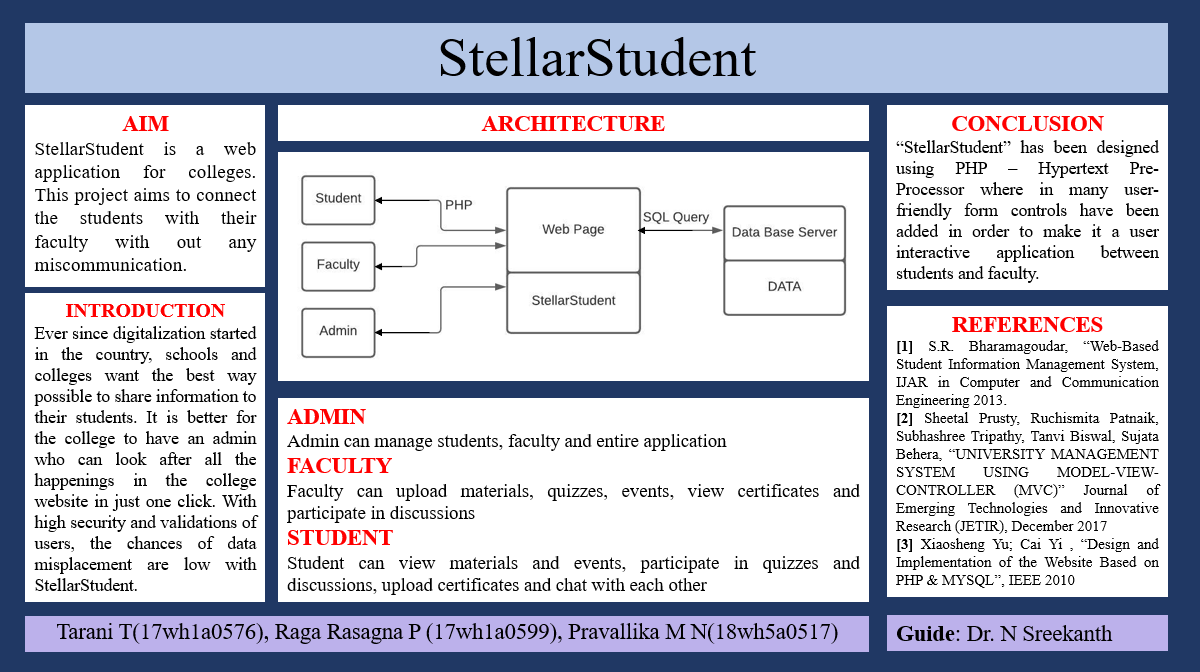 StellarStudent
AIM
StellarStudent is a web
application for colleges.
This project aims to connect
the students with their
faculty with out any
miscommunication.
INTRODUCTION
Ever since digitalization started
in the country, schools and
colleges want the best way
possible to share information to
their students. It is better for
the college to have an admin
who can look after all the
happenings in the college
website in just one click. With
high security and validations of
users, the chances of data
misplacement are low with
StellarStudent.
ARCHITECTURE
Student
PHP
Faculty
Admin
Web Page
StellarStudent
SQL Query
Data Base Server
DATA
ADMIN
Admin can manage students, faculty and entire application
FACULTY
Faculty can upload materials, quizzes, events, view certificates and
participate in discussions
STUDENT
Student can view materials and events, participate in quizzes and
discussions, upload certificates and chat with each other
CONCLUSION
“StellarStudent” has been designed
using PHP – Hypertext Pre-
Processor where in many user-
friendly form controls have been
added in order to make it a user
interactive application between
students and faculty.
REFERENCES
[1] S.R. Bharamagoudar, “Web-Based
Student Information Management System,
IJAR in Computer and Communication
Engineering 2013.
[2] Sheetal Prusty, Ruchismita Patnaik,
Subhashree Tripathy, Tanvi Biswal, Sujata
Behera, “UNIVERSITY MANAGEMENT
SYSTEM USING MODEL-VIEW-
CONTROLLER (MVC)” Journal of
Emerging Technologies and Innovative
Research (JETIR), December 2017
[3] Xiaosheng Yu; Cai Yi , “Design and
Implementation of the Website Based on
PHP & MYSQL”, IEEE 2010
Tarani T(17wh1a0576), Raga Rasagna P (17wh1a0599), Pravallika M N(18wh5a0517)
Guide: Dr. N Sreekanth